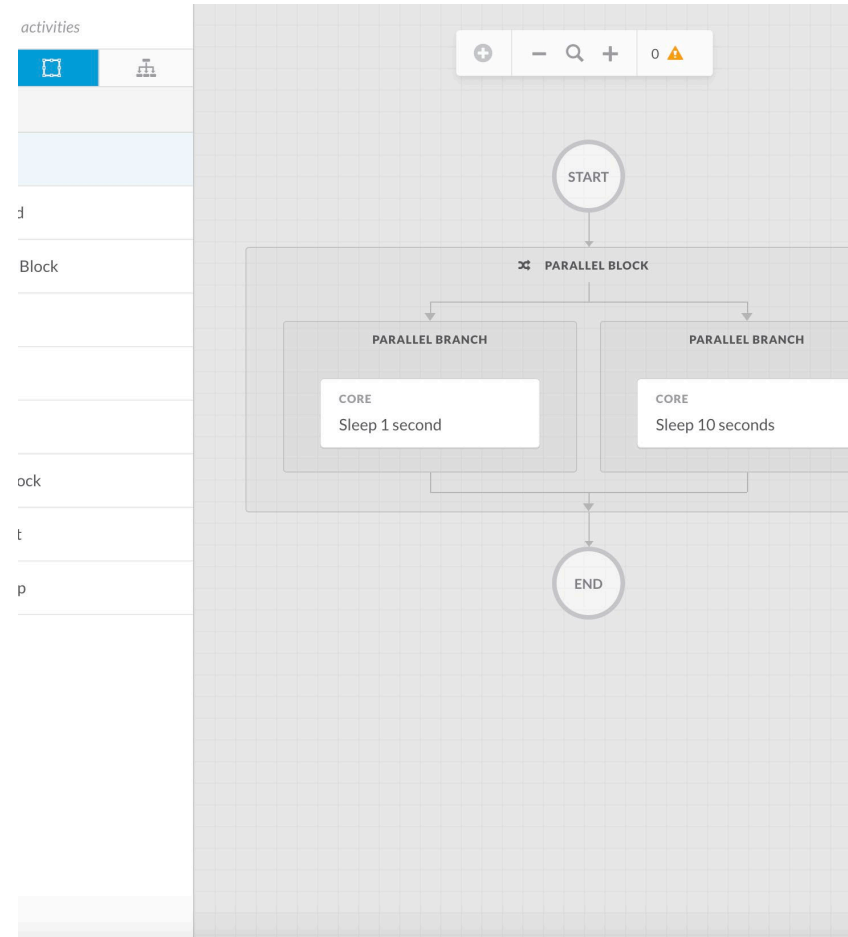 activities
0
START
d
Block
PARALLEL BLOCK
PARALLEL BRANCH
PARALLEL BRANCH
CORE
Sleep 1 second
CORE
Sleep 10 seconds
ock
t
p
END